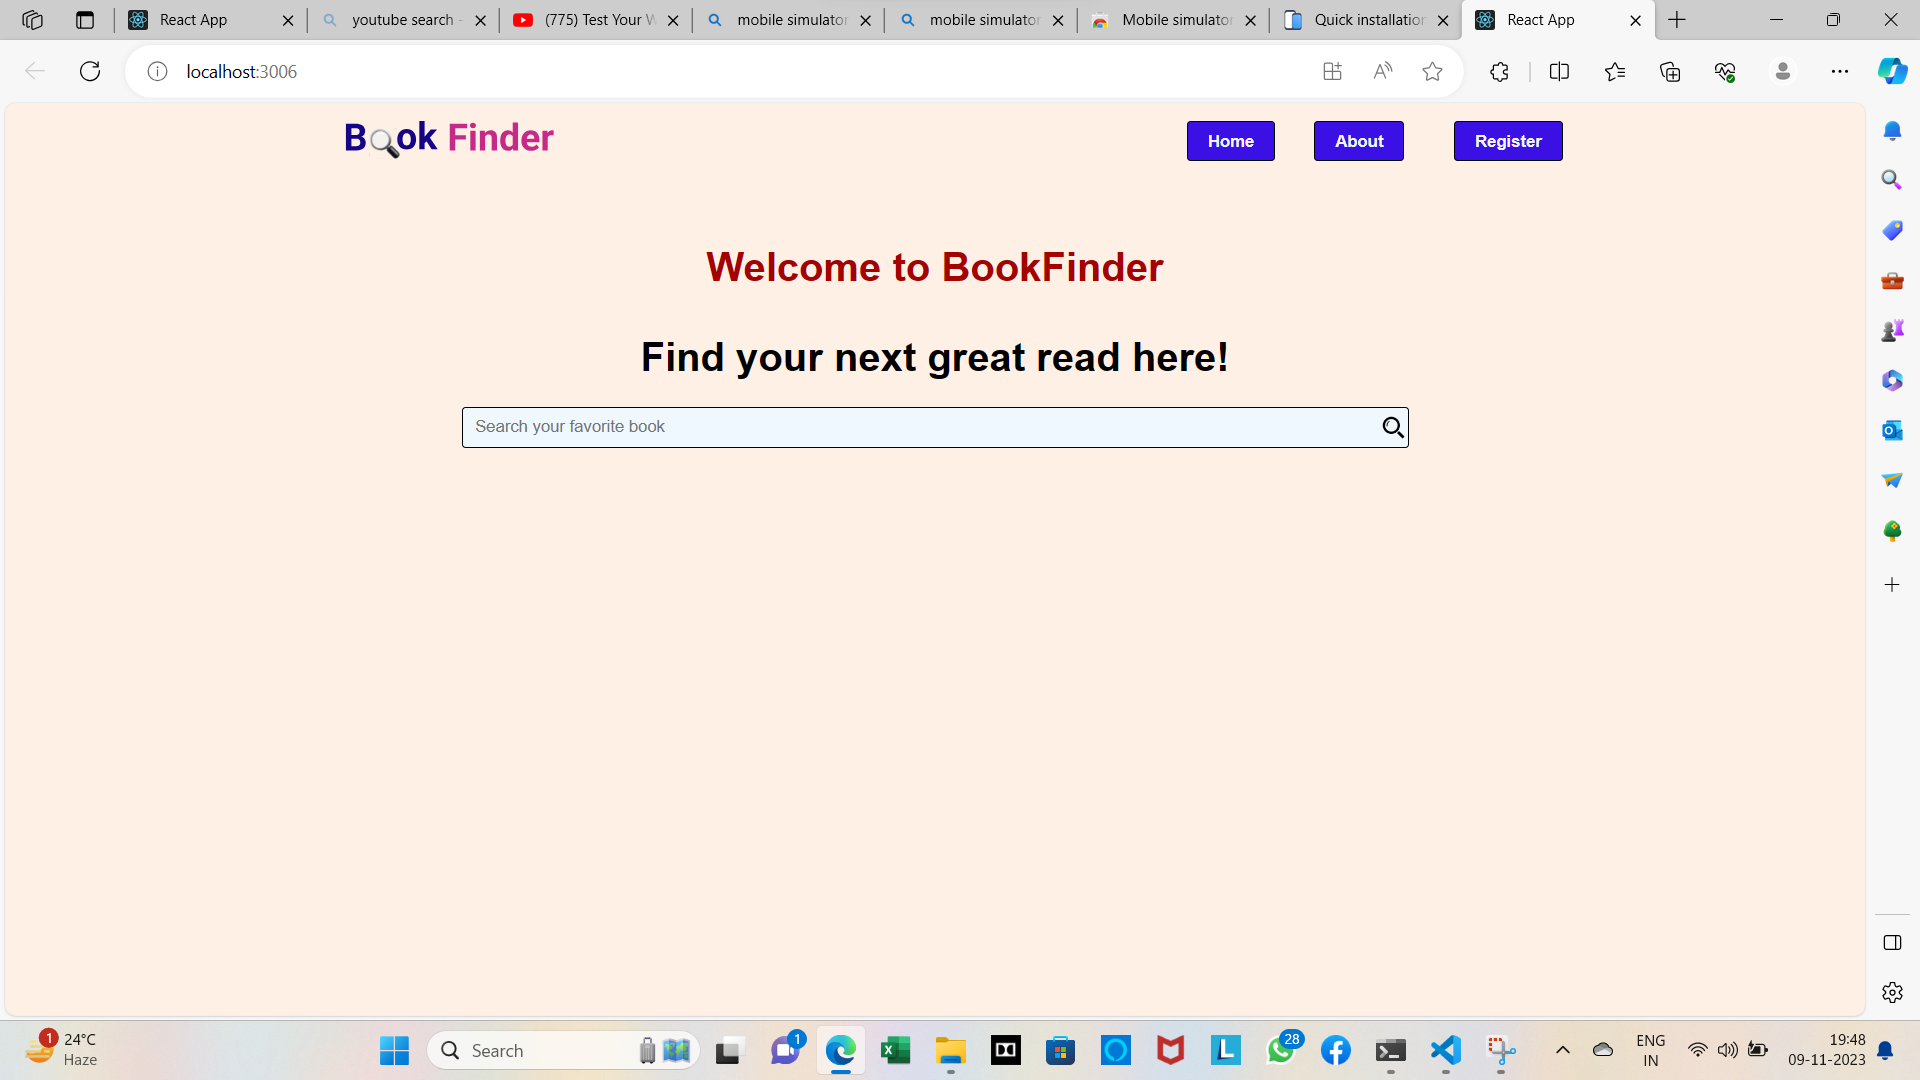 React App
youtube search -
(775) Test Your W
mobile simulator
mobile simulator
Mobile simulator
Quick installation
React App
localhost:3006
Book Finder
Home
About
Register
Welcome to BookFinder
Find your next great read here!
Search your favorite book
1
24°C
Haze
Search
1
28
ENG
IN
19:48
09-11-2023